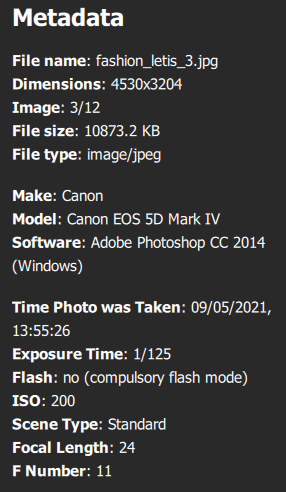 Metadata
File name: fashion_letis_3.jpg
Dimensions: 4530x3204
Image: 3/12
File size: 10873.2 KB
File type: image/jpeg
Make: Canon
Model: Canon EOS 5D Mark IV
Software: Adobe Photoshop CC 2014
(Windows)
Time Photo was Taken: 09/05/2021,
13:55:26
Exposure Time: 1/125
Flash: no (compulsory flash mode)
ISO: 200
Scene Type: Standard
Focal Length: 24
F Number: 11